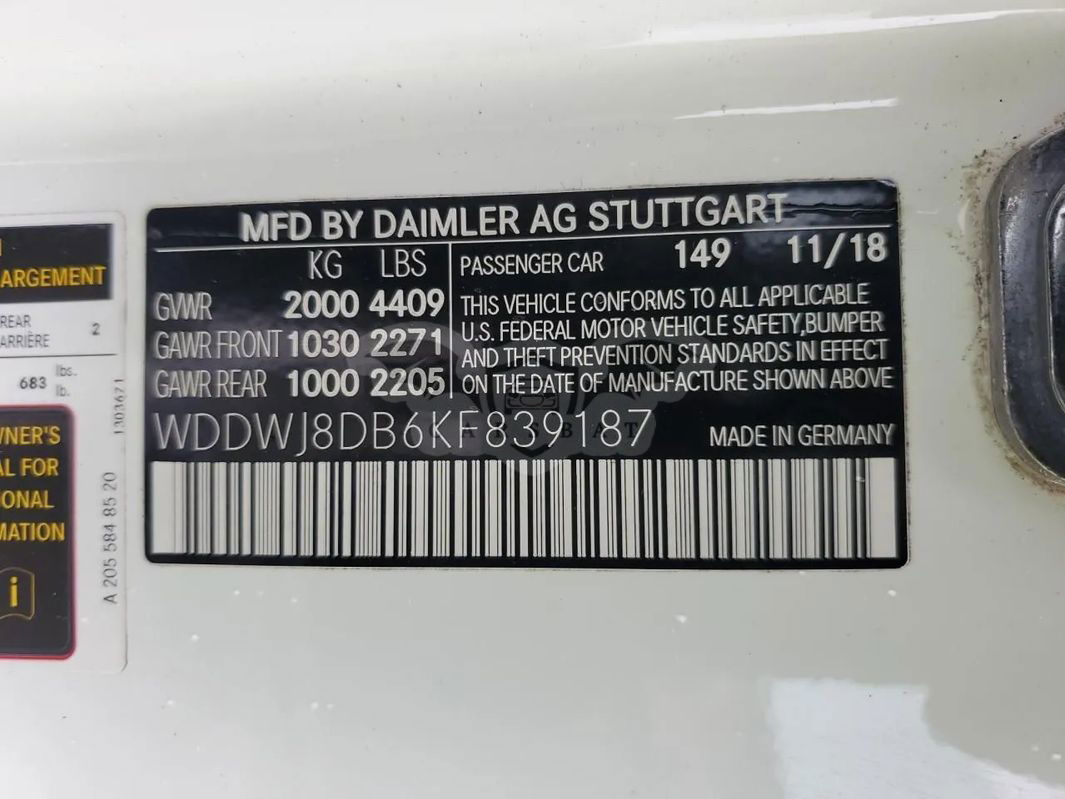 MFD BY DAIMLER AG STUTTGART
KG LBS
GVWR 2000 4409
GAWR FRONT 1030 2271
GAWR REAR 1000 2205
PASSENGER CAR 149 11/18
THIS VEHICLE CONFORMS TO ALL APPLICABLE
U.S. FEDERAL MOTOR VEHICLE SAFETY,BUMPER
AND THEFT PREVENTION STANDARDS IN EFFECT
ON THE DATE OF MANUFACTURE SHOWN ABOVE
WDDWJ8DB6KF839187 MADE IN GERMANY
CARSBAT
ARGEMENT
REAR
ARRIÈRE 2
683 lbs.
lb.
1303671
WNER'S
AL FOR
IONAL
MATION
A 205 584 85 20
i